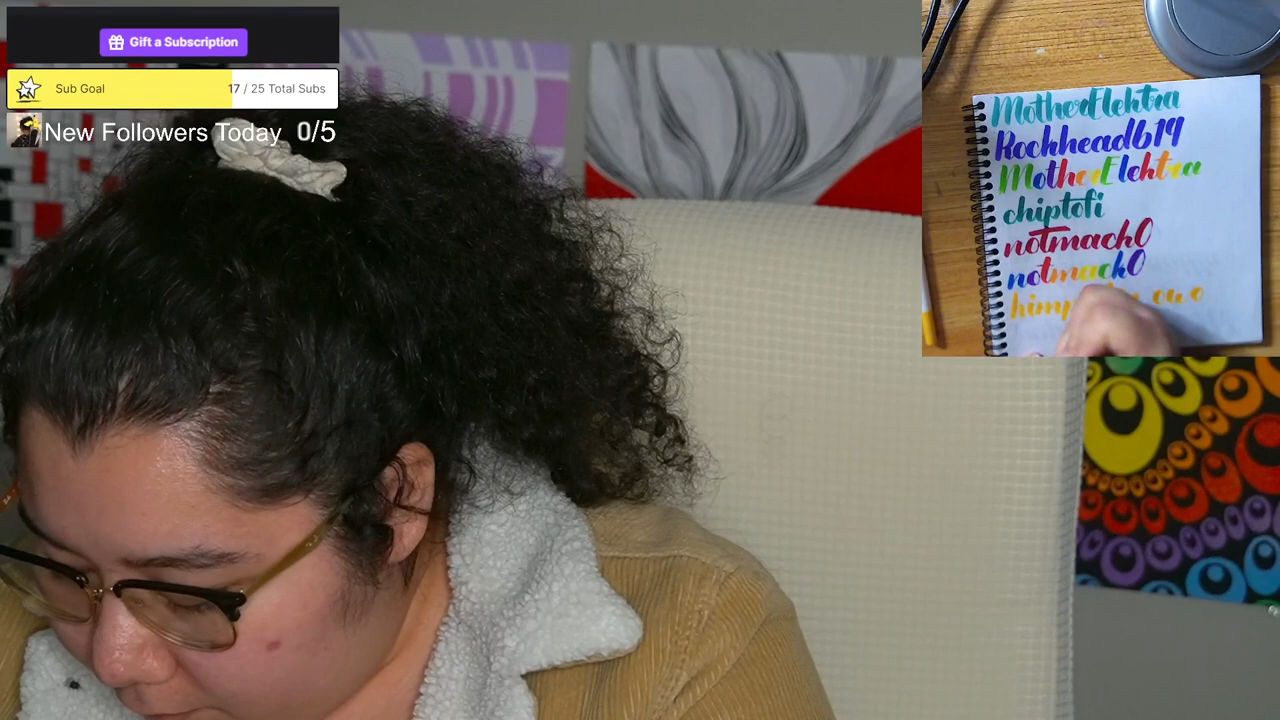 Gift a Subscription
Sub Goal 17 / 25 Total Subs
New Followers Today 0/5
MotherElektra
Rockhead619
MotherElektra
chiptofi
notmach0
notmach0
owo